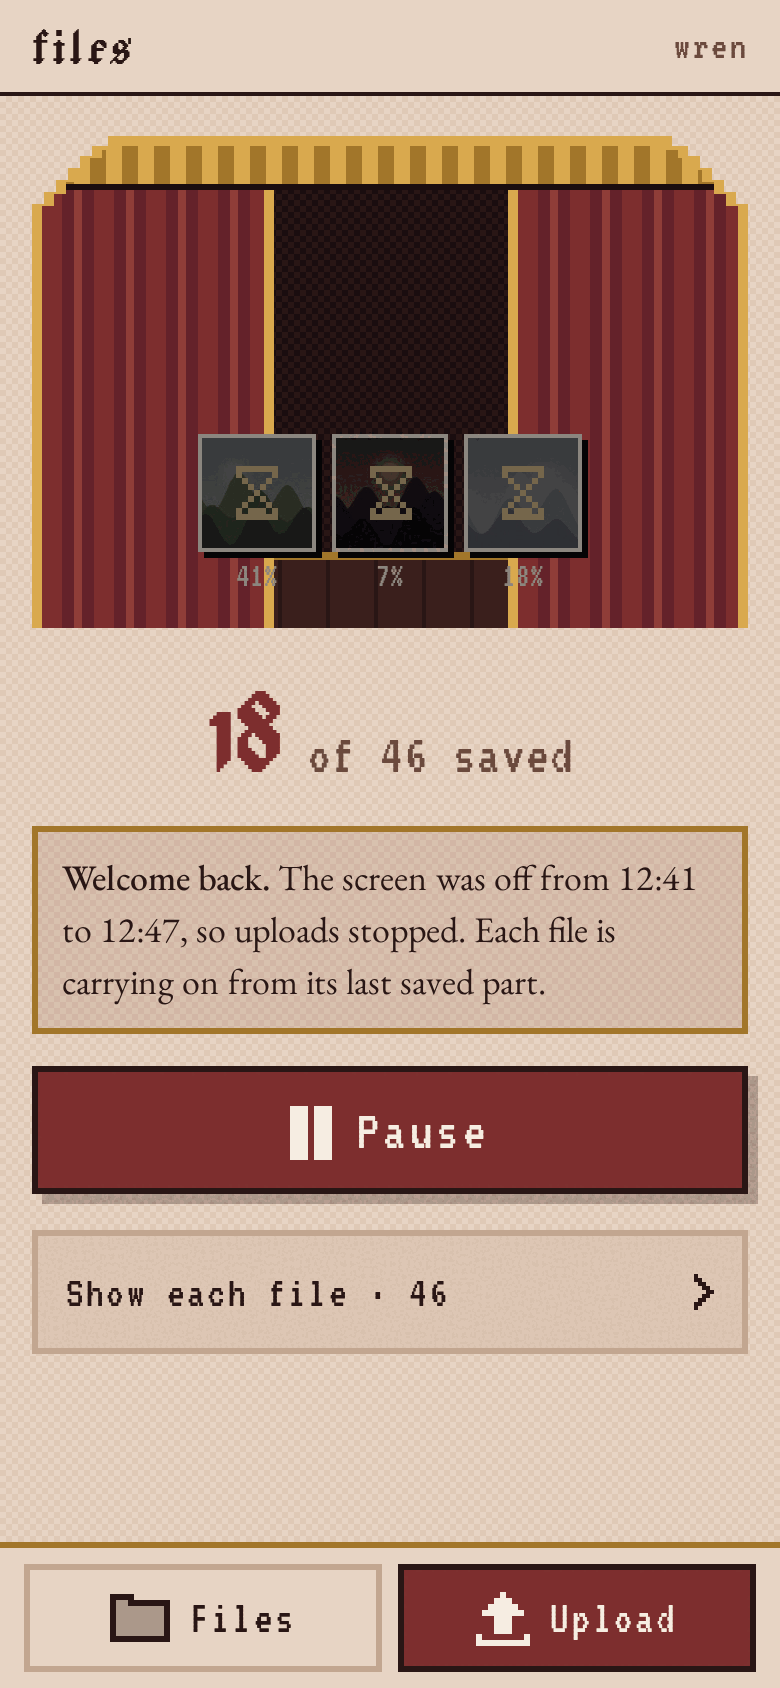 files
wren
41% 7% 18%
18 of 46 saved
Welcome back. The screen was off from 12:41
to 12:47, so uploads stopped. Each file is
carrying on from its last saved part.
Pause
Show each file · 46
Files
Upload